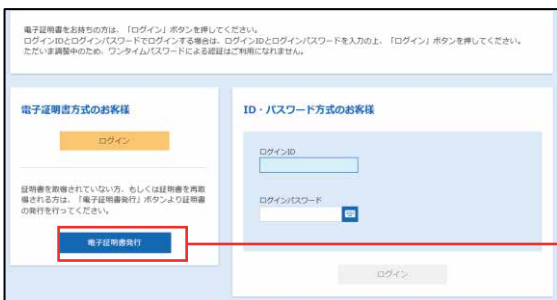 電子証明書をお持ちの方は、「ログイン」ボタンを押してください。
ログインIDとログインパスワードでログインする場合は、ログインIDとログインパスワードを入力の上、「ログイン」ボタンを押してください。
ただいま調整中のため、ワンタイムパスワードによる認証はご利用になれません。
電子証明書方式のお客様
ログイン
証明書を取得されていない方、もしくは証明書を再取
得される方は、「電子証明書発行」ボタンより証明書
の発行を行ってください。
電子証明書発行
ID・パスワード方式のお客様
ログインID
ログインパスワード
ログイン